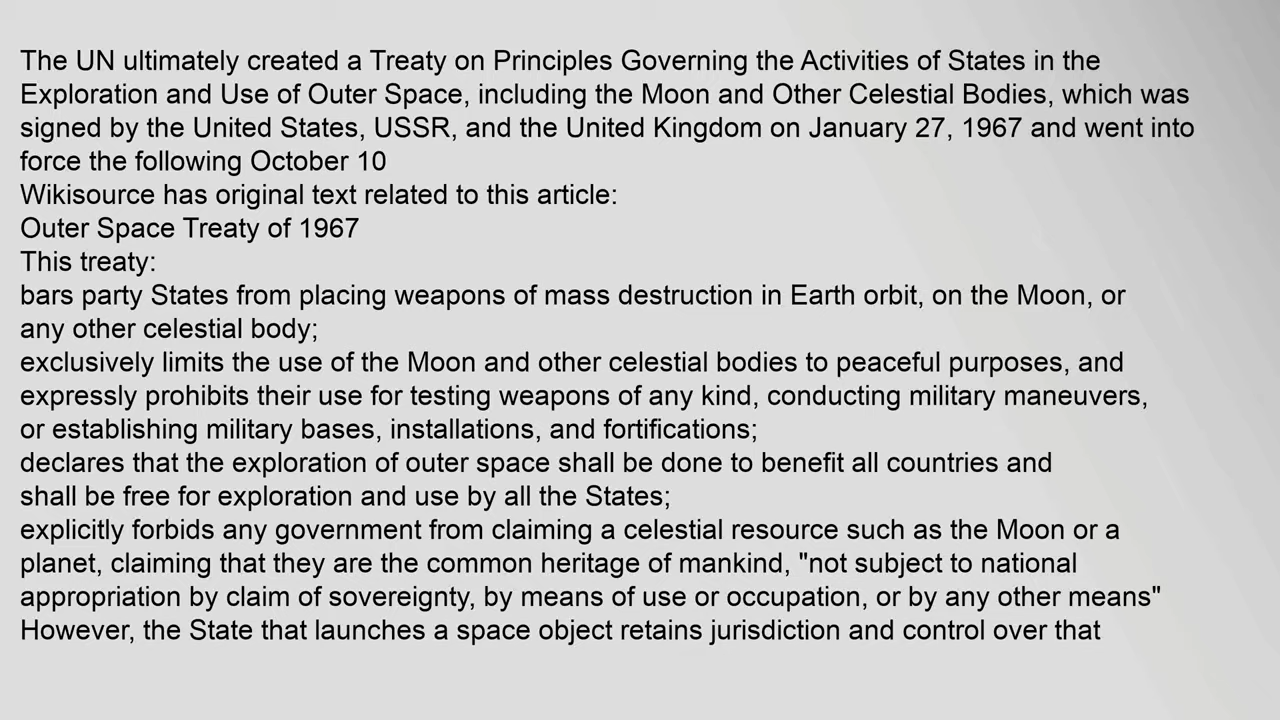 The UN ultimately created a Treaty on Principles Governing the Activities of States in the
Exploration and Use of Outer Space, including the Moon and Other Celestial Bodies, which was
signed by the United States, USSR, and the United Kingdom on January 27, 1967 and went into
force the following October 10
Wikisource has original text related to this article:
Outer Space Treaty of 1967
This treaty:
bars party States from placing weapons of mass destruction in Earth orbit, on the Moon, or
any other celestial body;
exclusively limits the use of the Moon and other celestial bodies to peaceful purposes, and
expressly prohibits their use for testing weapons of any kind, conducting military maneuvers,
or establishing military bases, installations, and fortifications;
declares that the exploration of outer space shall be done to benefit all countries and
shall be free for exploration and use by all the States;
explicitly forbids any government from claiming a celestial resource such as the Moon or a
planet, claiming that they are the common heritage of mankind, "not subject to national
appropriation by claim of sovereignty, by means of use or occupation, or by any other means"
However, the State that launches a space object retains jurisdiction and control over that